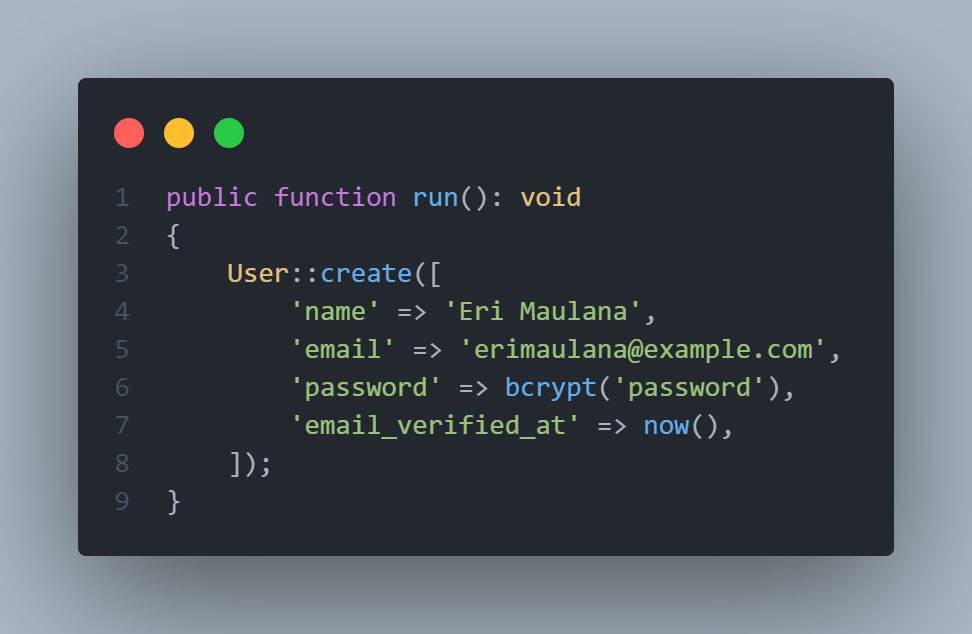 1 public function run(): void
2 {
3     User::create([
4         'name' => 'Eri Maulana',
5         'email' => 'erimaulana@example.com',
6         'password' => bcrypt('password'),
7         'email_verified_at' => now(),
8     ]);
9 }